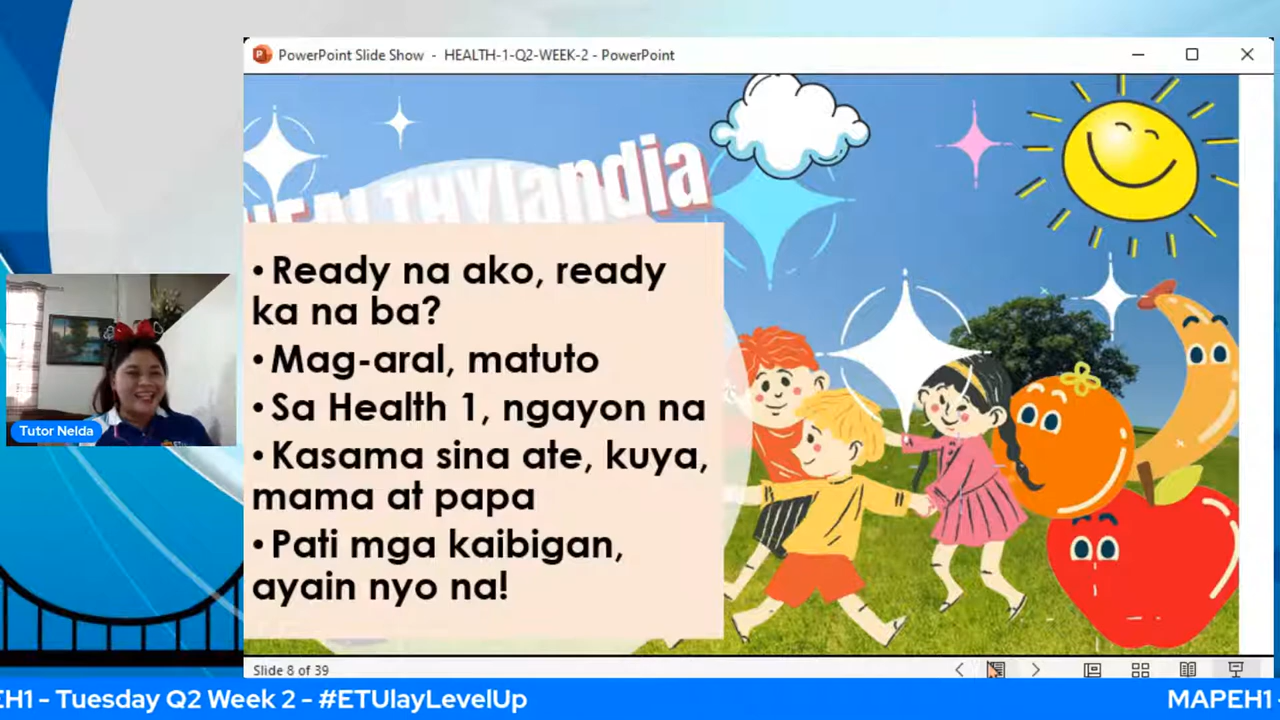 PowerPoint Slide Show - HEALTH-1-Q2-WEEK-2 - PowerPoint
HEALTHYlandia
• Ready na ako, ready
ka na ba?
• Mag-aral, matuto
• Sa Health 1, ngayon na
• Kasama sina ate, kuya,
mama at papa
• Pati mga kaibigan,
ayain nyo na!
Tutor Nelda
Slide 8 of 39
EH1 - Tuesday Q2 Week 2 - #ETUlayLevelUp
MAPEH1 -